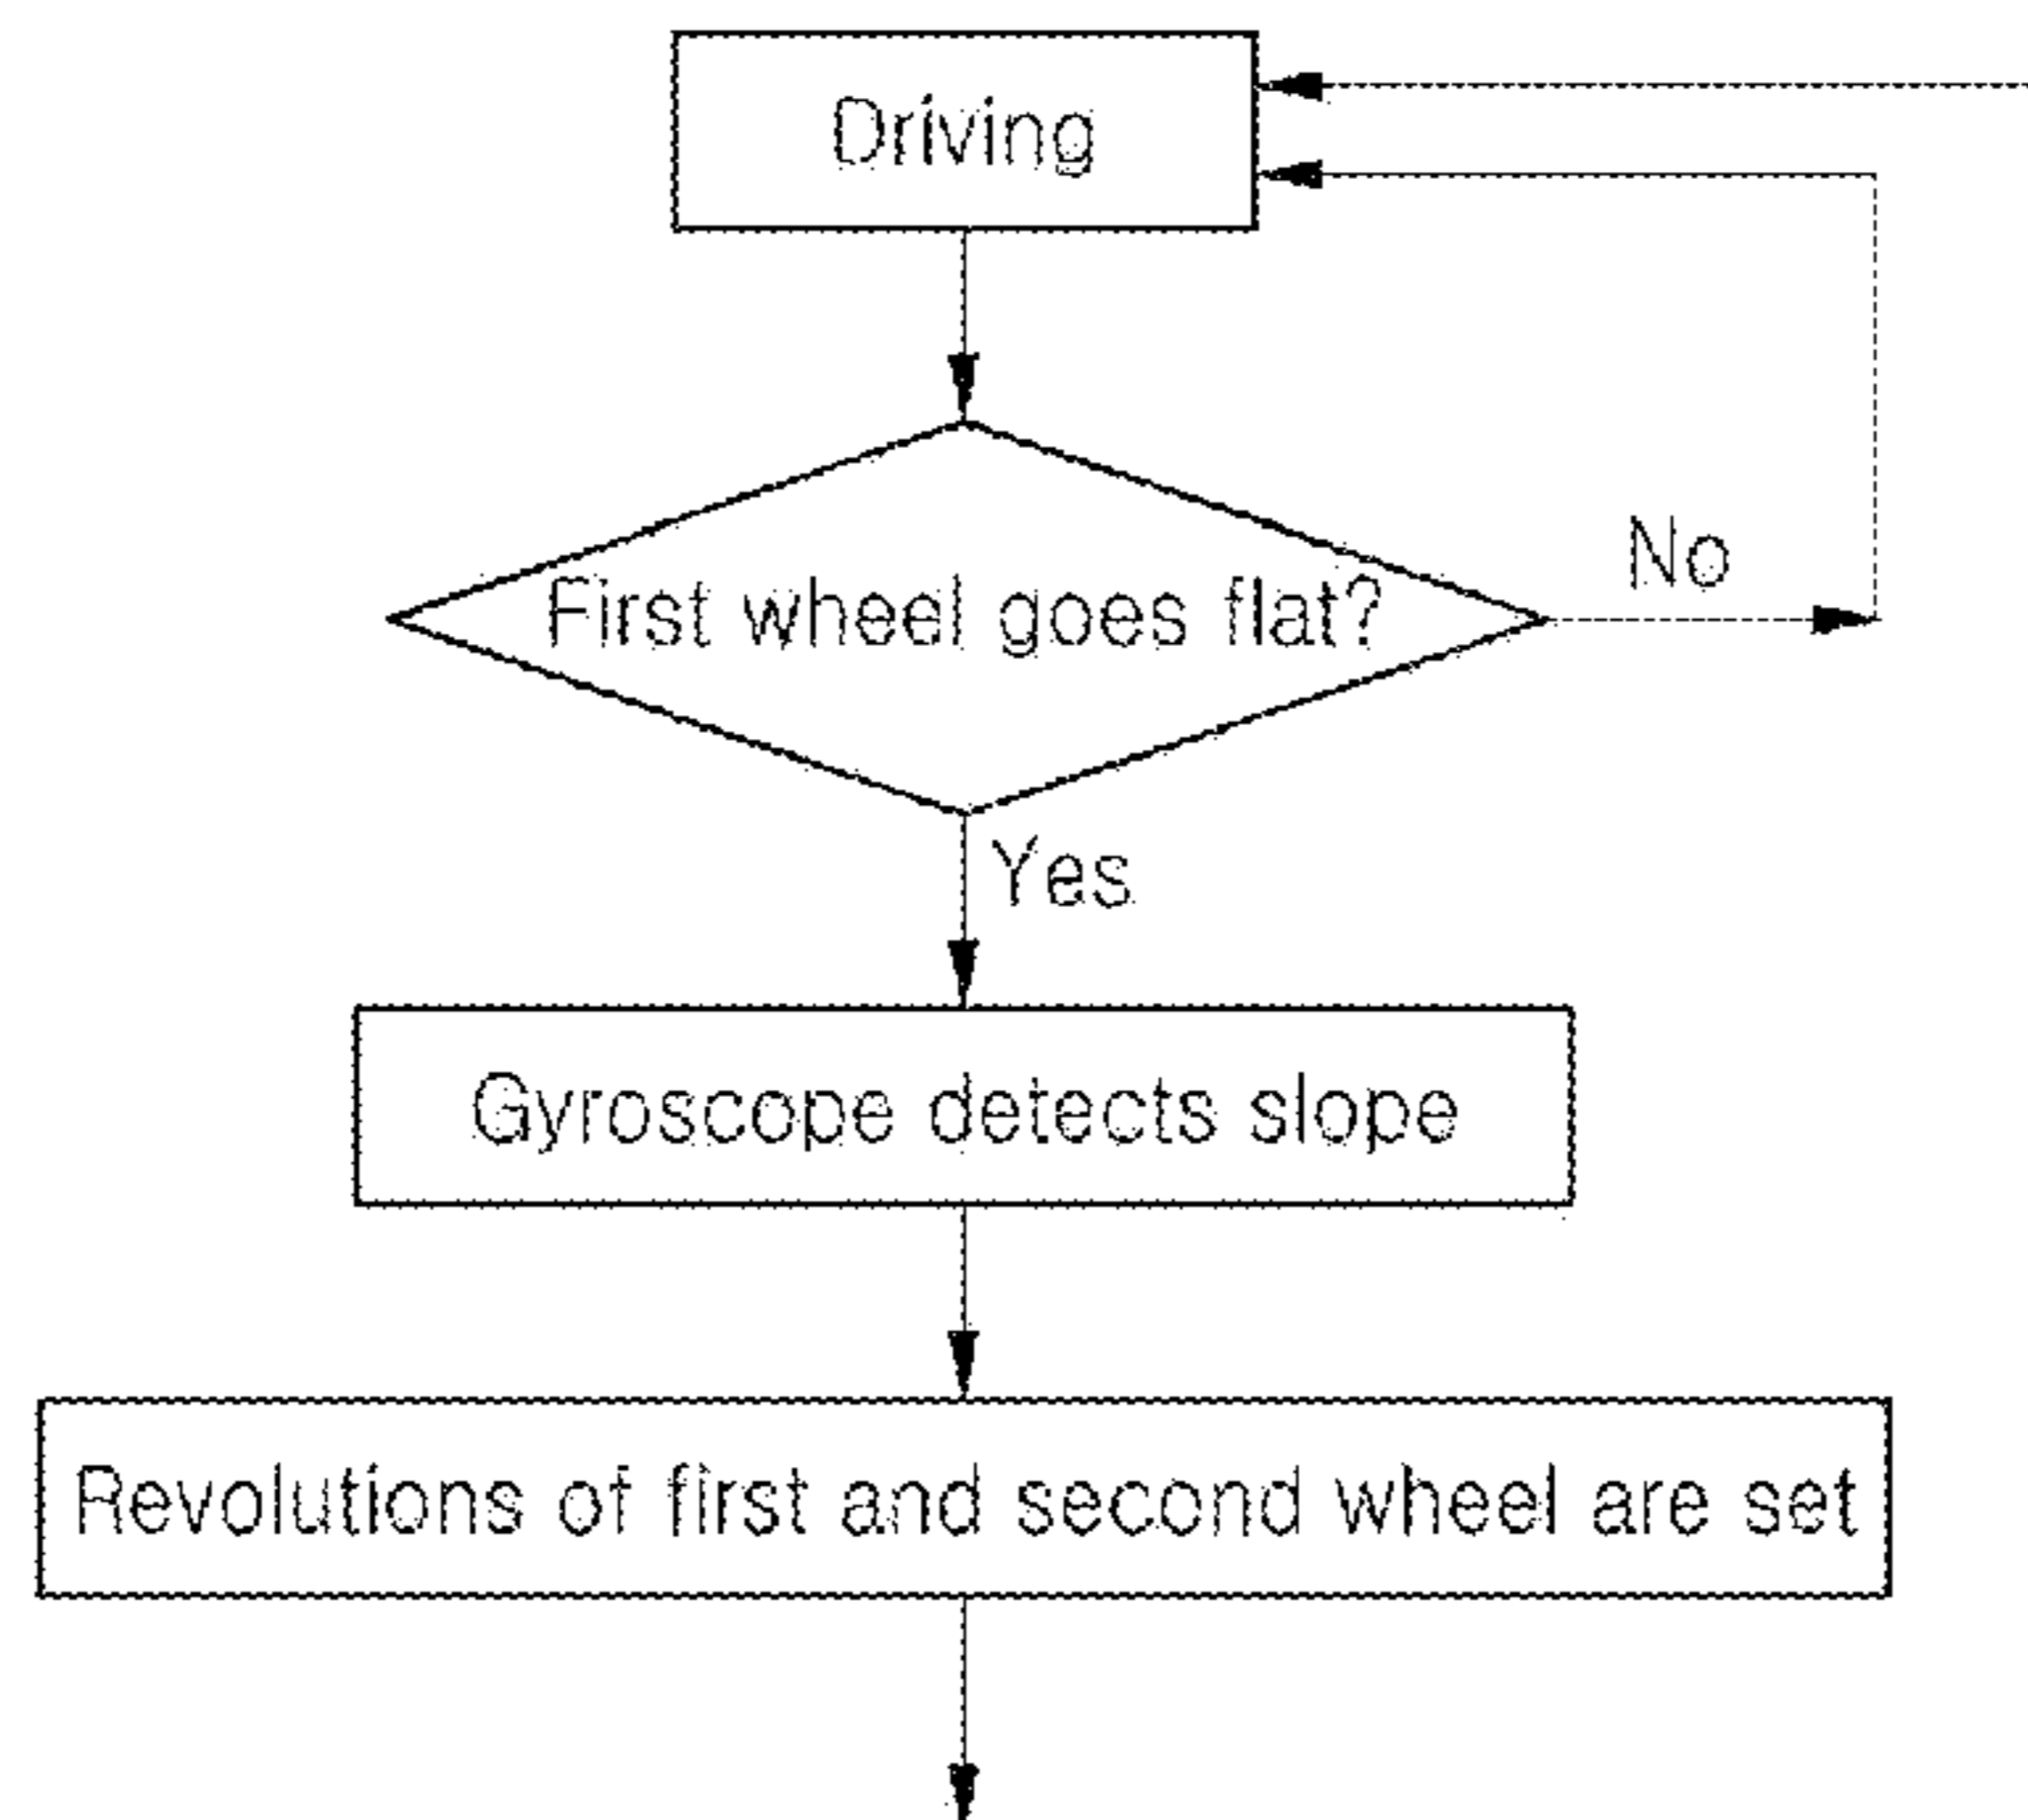 Driving
First wheel goes flat?
No
Yes
Gyroscope detects slope
Revolutions of first and second wheel are set